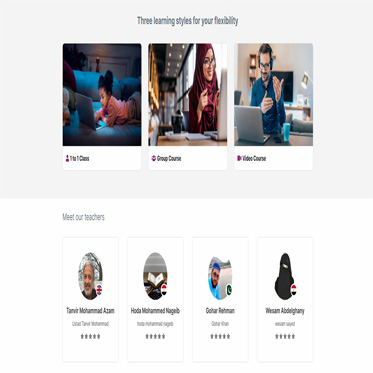 Three learning styles for your flexibility
1 to 1 Class
Group Course
Video Course
Meet our teachers
Tanvir Mohammad Azam
Ustad Tanvir Mohammad
Hoda Mohammed Nageib
hoda mohammad nageib
Gohar Rehman
Gohar Khan
Wesam Abdelghany
wesam sayed